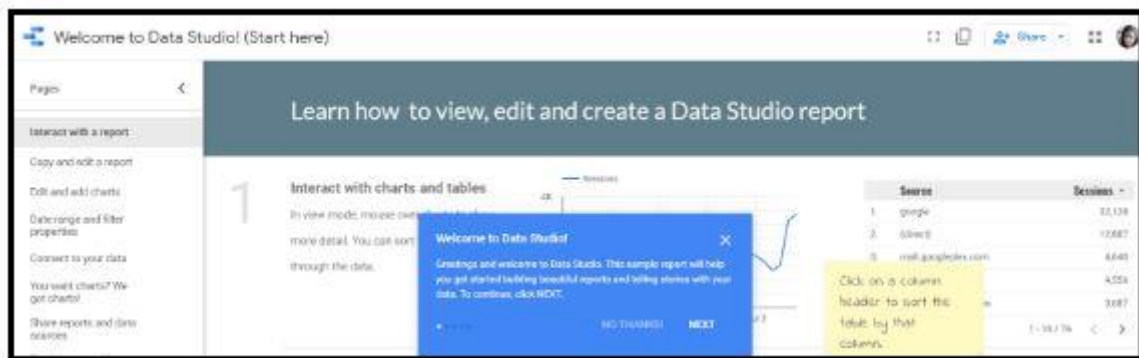 Welcome to Data Studio! (Start here)
Share
Pages
Interact with a report
Copy and edit a report
Edit and add charts
Date range and filter
properties
Connect to your data
You want charts? We
got charts!
Share reports and data
sources
Learn how to view, edit and create a Data Studio report
1
Interact with charts and tables
In view mode, mouse over charts to
more detail. You can sort
through the data.
Sessions
Welcome to Data Studio!
Greetings and welcome to Data Studio. This sample report will help
you get started building beautiful reports and telling stories with your
data. To continue, click NEXT.
NO THANKS!
NEXT
Source
Sessions
1. google
2. (direct)
3. mail.googleplex.com
Click on a column
header to sort the
table by that
column.